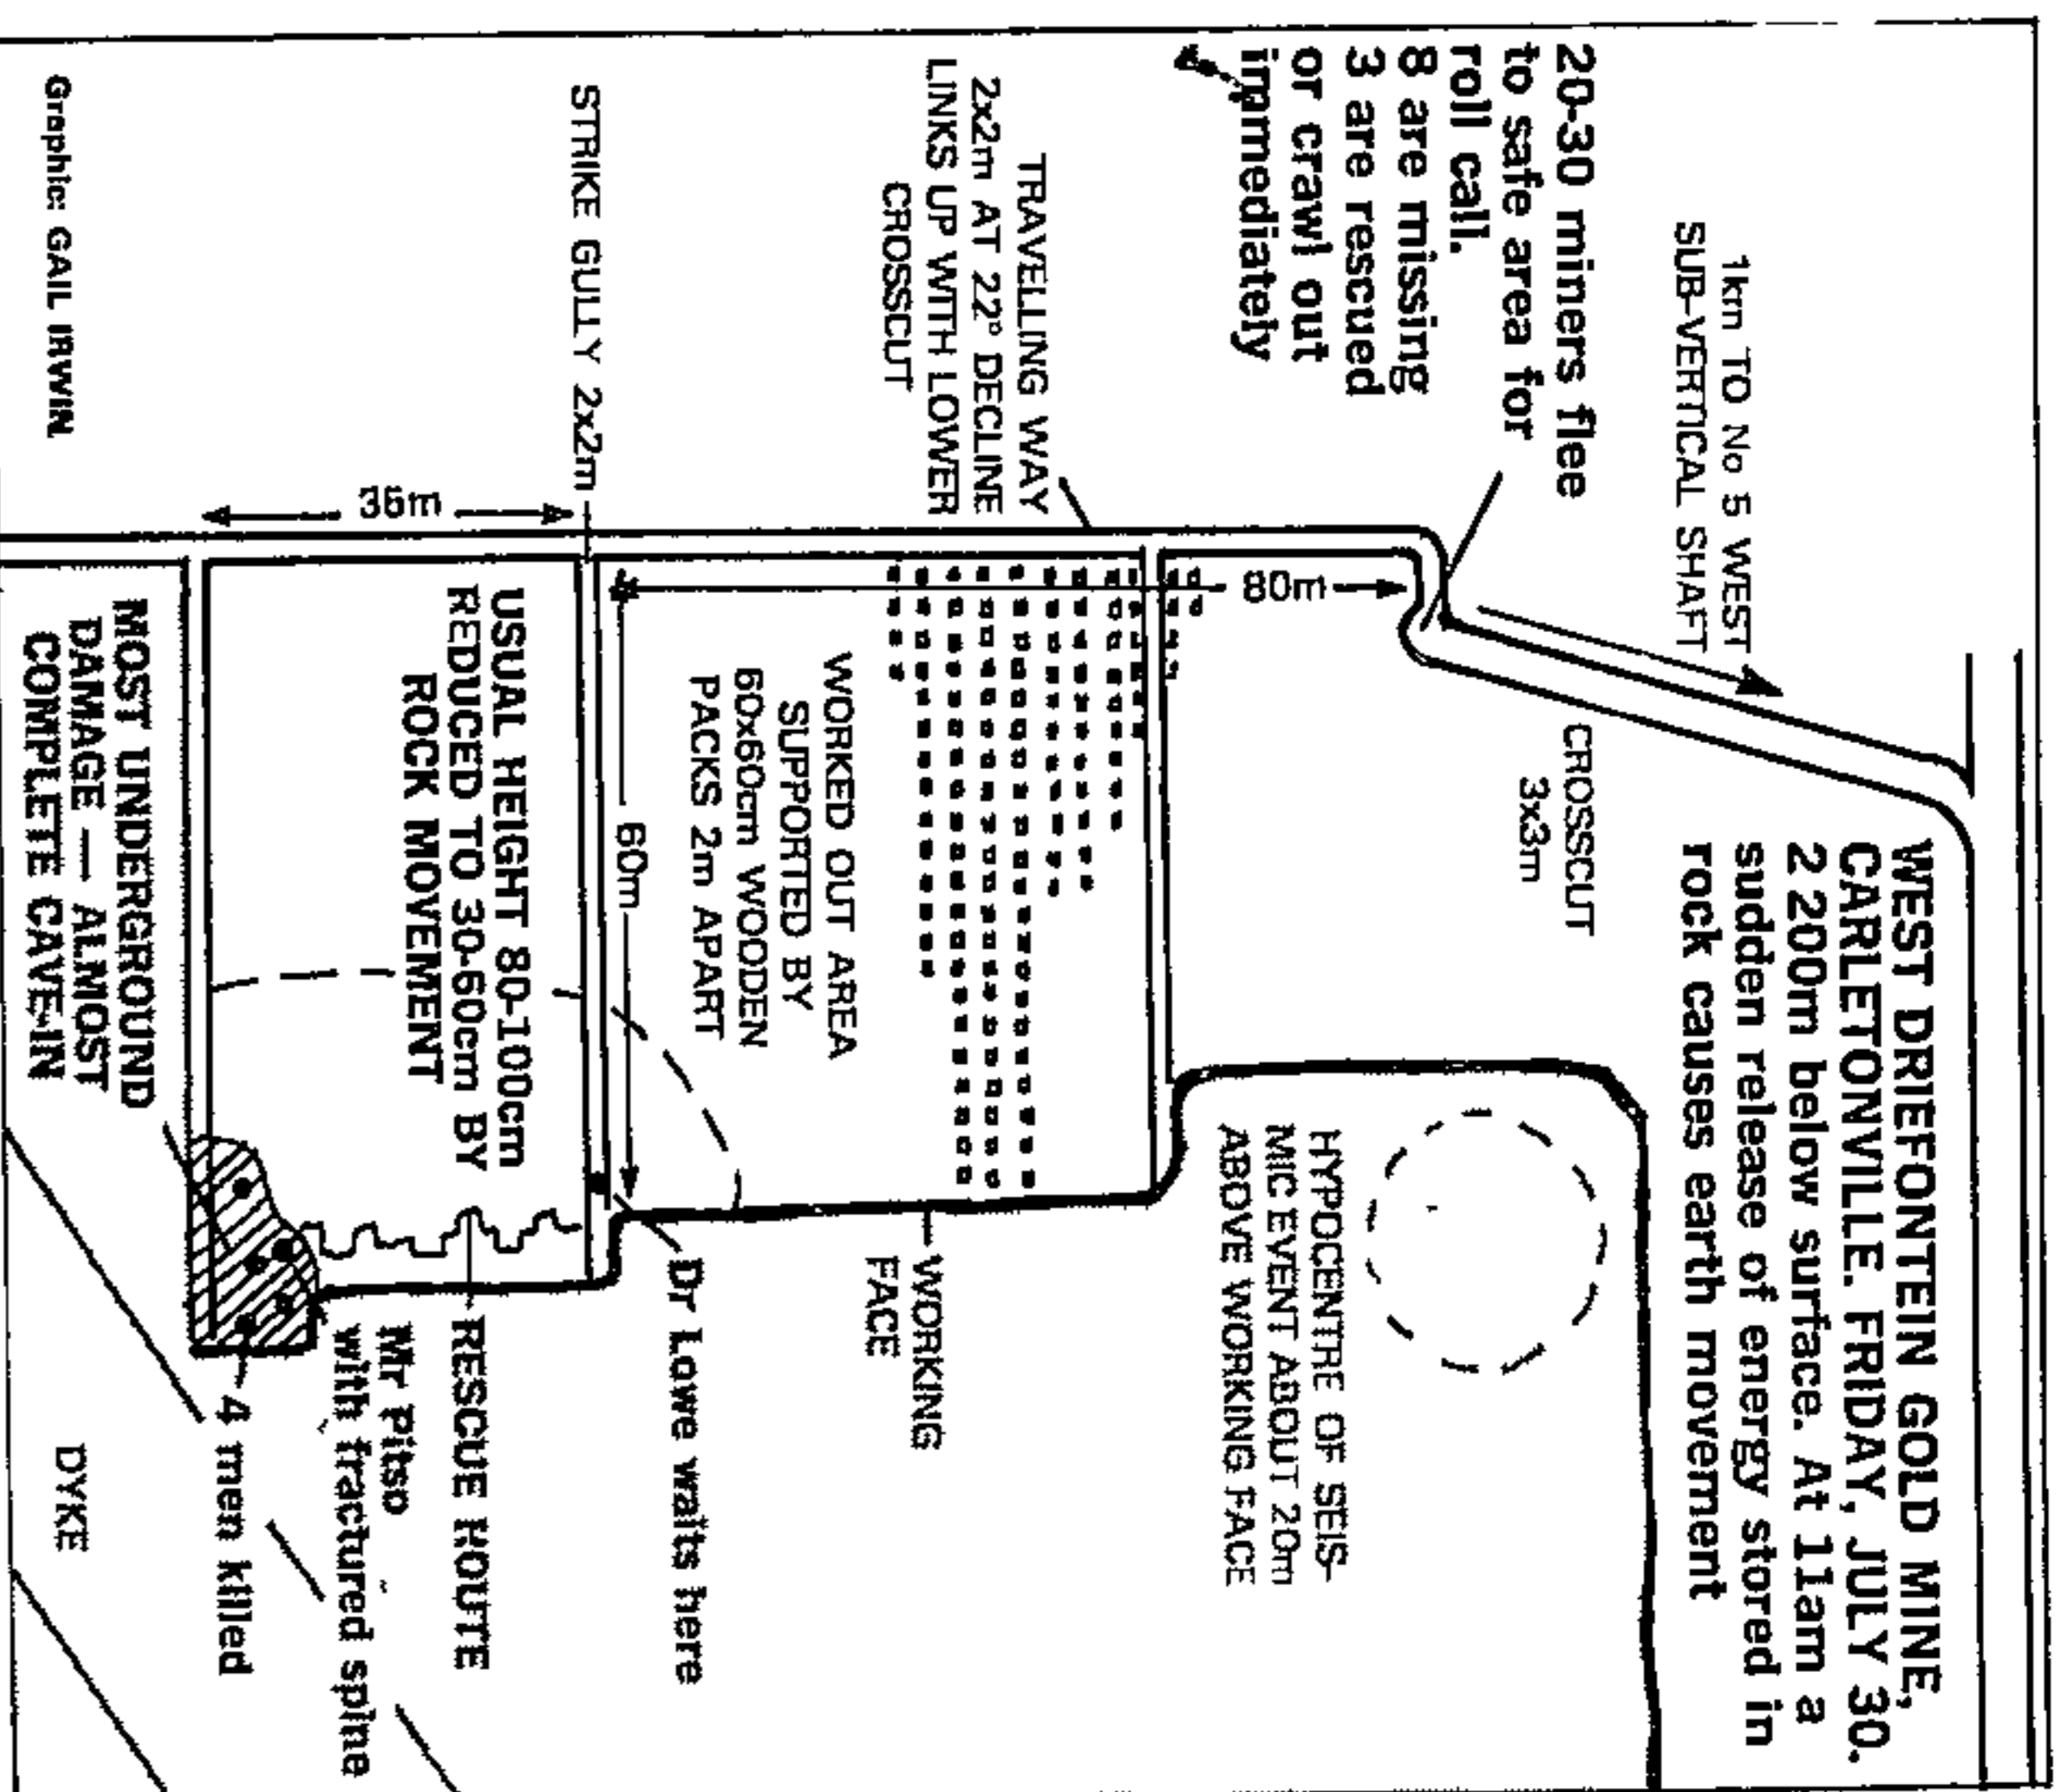 WEST DRIEFONTEIN GOLD MINE,
CARLETONVILLE. FRIDAY, JULY 30.
2 200m below surface. At 11am a
sudden release of energy stored in
rock causes earth movement
1km TO No 5 WEST
SUB-VERTICAL SHAFT
20-30 miners flee
to safe area for
roll call.
8 are missing
3 are rescued
or crawl out
immediately
CROSSCUT
3x3m
80m
HYPOCENTRE OF SEIS-
MIC EVENT ABOUT 20m
ABOVE WORKING FACE
TRAVELLING WAY
2x2m AT 22° DECLINE
LINKS UP WITH LOWER
CROSSCUT
WORKED OUT AREA
SUPPORTED BY
60x60cm WOODEN
PACKS 2m APART
WORKING
FACE
60m
Dr Lowe waits here
STRIKE GULLY 2x2m
USUAL HEIGHT 80-100cm
REDUCED TO 30-60cm BY
ROCK MOVEMENT
RESCUE ROUTE
Mr Pitso
with fractured spine
36m
4 men killed
MOST UNDERGROUND
DAMAGE — ALMOST
COMPLETE CAVE-IN
DYKE
Graphic: GAIL IRWIN